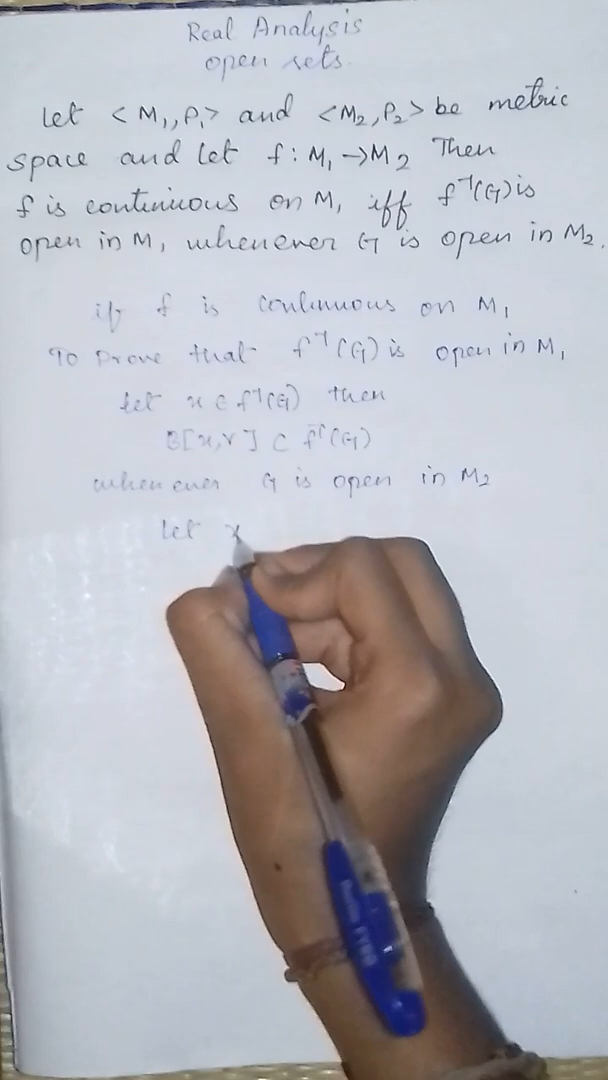 Real Analysis
open sets.
Let <M₁,ρ₁> and <M₂,ρ₂> be metric
space and let f: M₁→M₂ Then
f is continuous on M₁ iff f⁻¹(G) is
open in M₁ whenever G is open in M₂.
if f is continuous on M₁
To prove that f⁻¹(G) is open in M₁
let x ∈ f⁻¹(G) then
B[x,r] ⊂ f⁻¹(G)
whenever G is open in M₂
Let x